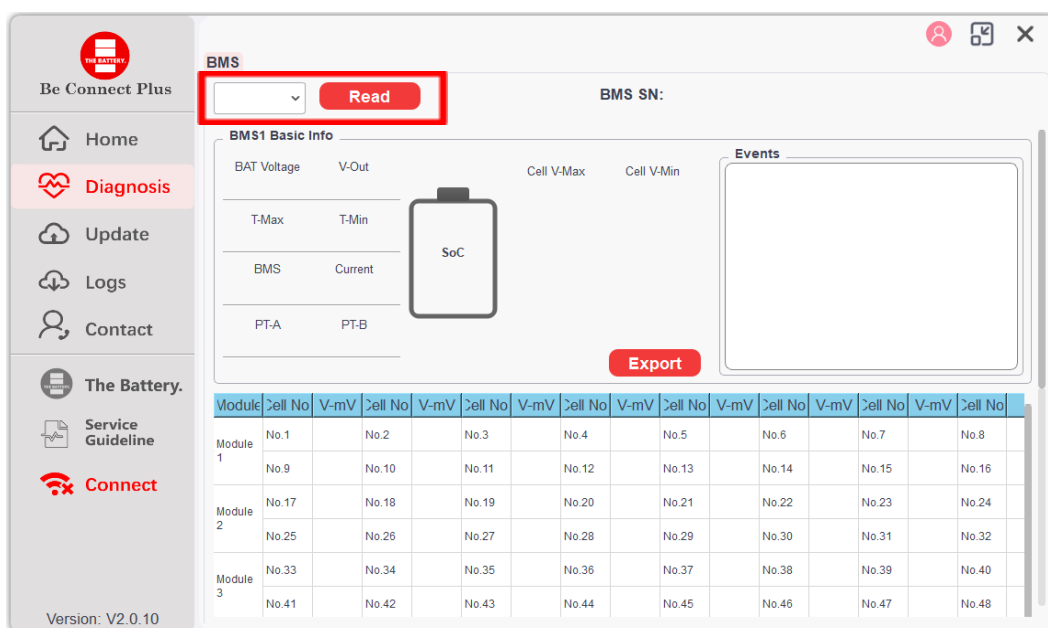 THE BATTERY.
Be Connect Plus
Home
Diagnosis
Update
Logs
Contact
The Battery.
Service
Guideline
Connect
Version: V2.0.10
BMS
Read
BMS SN:
BMS1 Basic Info
BAT Voltage V-Out
T-Max T-Min
BMS Current
PT-A PT-B
SoC
Cell V-Max Cell V-Min
Export
Events
Module Cell No V-mV Cell No V-mV Cell No V-mV Cell No V-mV Cell No V-mV Cell No V-mV Cell No V-mV Cell No
Module
1
No.1 No.2 No.3 No.4 No.5 No.6 No.7 No.8
No.9 No.10 No.11 No.12 No.13 No.14 No.15 No.16
Module
2
No.17 No.18 No.19 No.20 No.21 No.22 No.23 No.24
No.25 No.26 No.27 No.28 No.29 No.30 No.31 No.32
Module
3
No.33 No.34 No.35 No.36 No.37 No.38 No.39 No.40
No.41 No.42 No.43 No.44 No.45 No.46 No.47 No.48